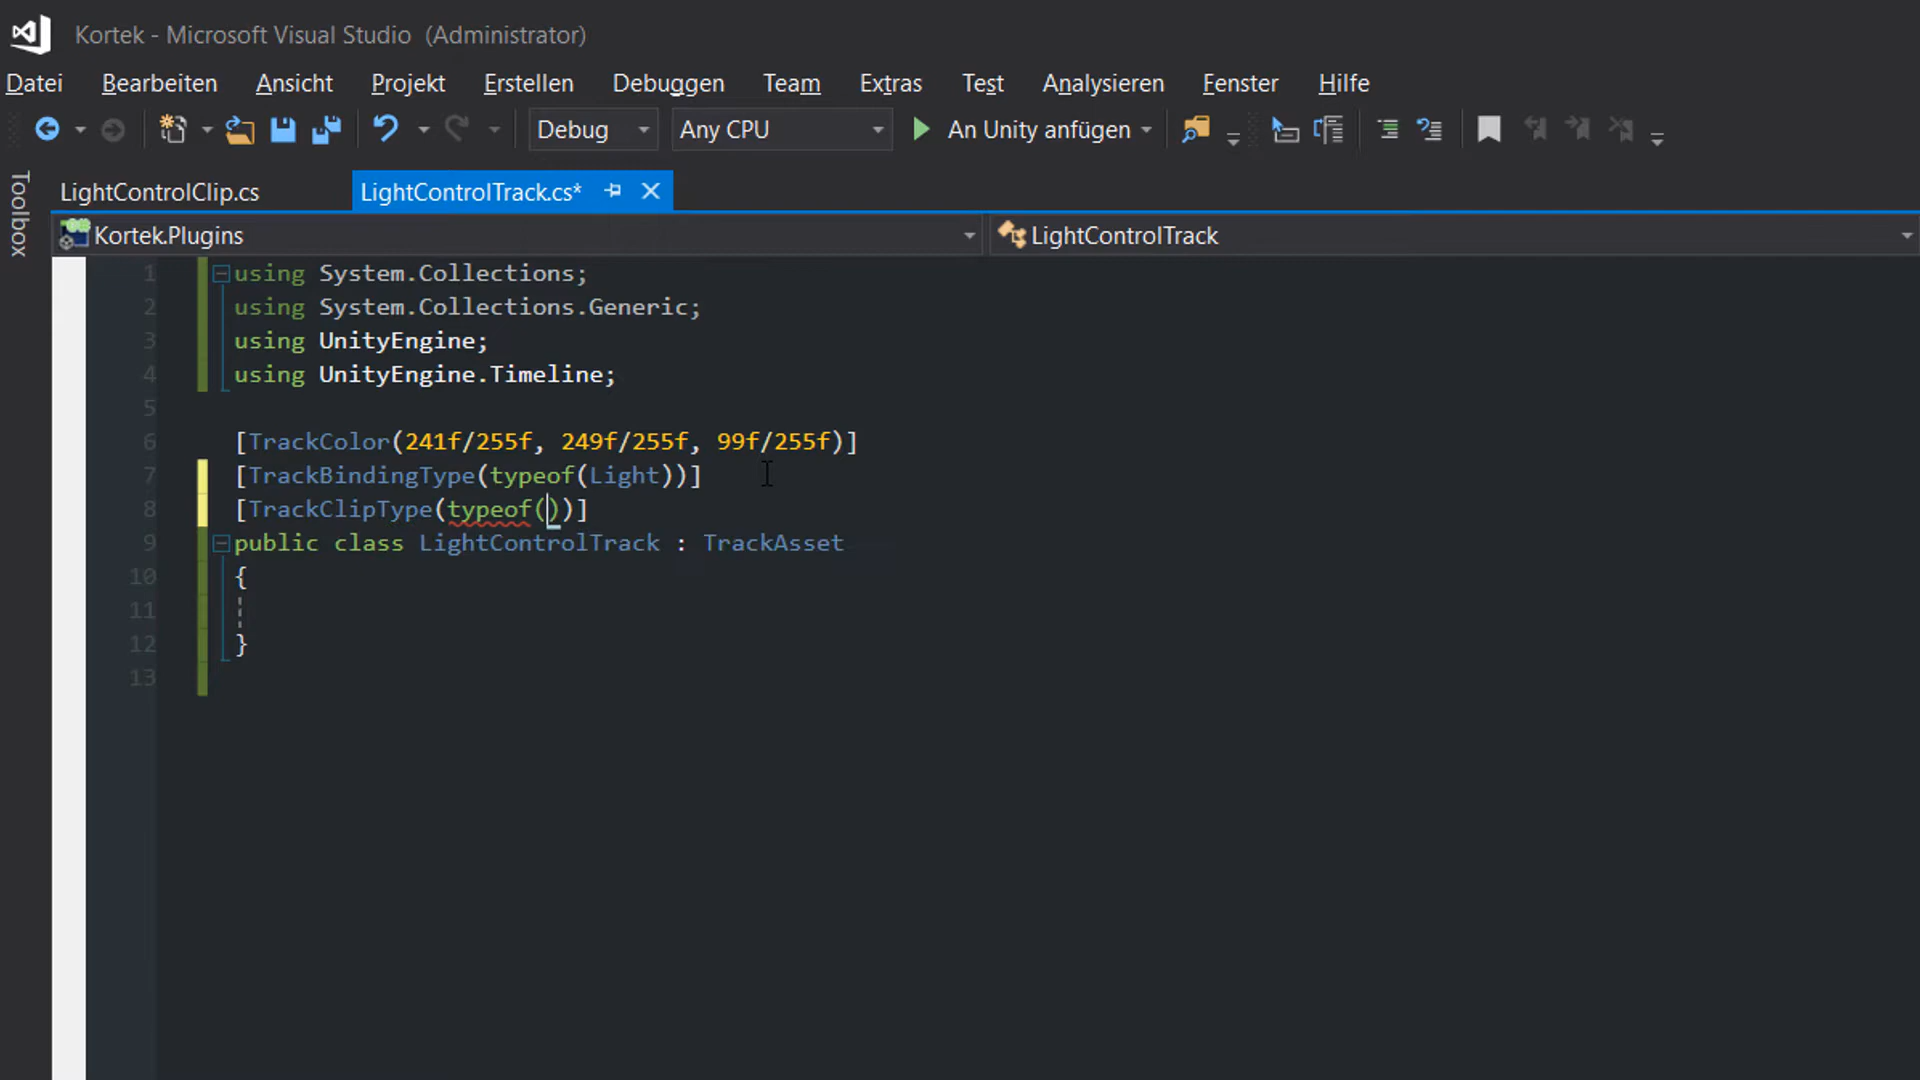 Kortek - Microsoft Visual Studio (Administrator)
Datei Bearbeiten Ansicht Projekt Erstellen Debuggen Team Extras Test Analysieren Fenster Hilfe
Debug Any CPU An Unity anfügen
Toolbox
LightControlClip.cs LightControlTrack.cs*
Kortek.Plugins LightControlTrack
1 using System.Collections;
2 using System.Collections.Generic;
3 using UnityEngine;
4 using UnityEngine.Timeline;
5
6 [TrackColor(241f/255f, 249f/255f, 99f/255f)]
7 [TrackBindingType(typeof(Light))]
8 [TrackClipType(typeof())]
9 public class LightControlTrack : TrackAsset
10 {
11
12 }
13